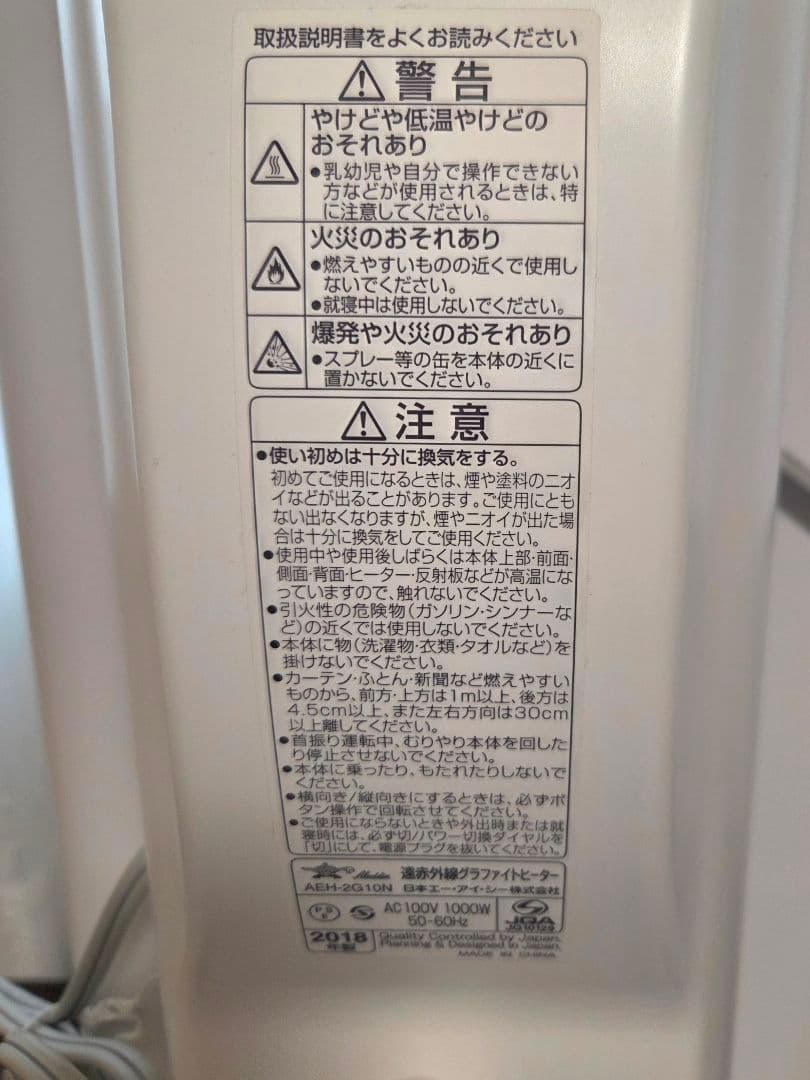 取扱説明書をよくお読みください
警告
やけどや低温やけどの
おそれあり
●乳幼児や自分で操作できない
方などが使用されるときは、特
に注意してください。
火災のおそれあり
●燃えやすいものの近くで使用し
ないでください。
●就寝中は使用しないでください。
爆発や火災のおそれあり
●スプレー等の缶を本体の近くに
置かないでください。
注意
●使い初めは十分に換気をする。
初めてご使用になるときは、煙や塗料のニオ
イなどが出ることがあります。ご使用にとも
ない出なくなりますが、煙やニオイが出た場
合は十分に換気をしてご使用ください。
●使用中や使用後しばらくは本体上部・前面・
側面・背面・ヒーター・反射板などが高温にな
っていますので、触れないでください。
●引火性の危険物(ガソリン・シンナーな
ど)の近くでは使用しないでください。
●本体に物(洗濯物・衣類・タオルなど)を
掛けないでください。
●カーテン・ふとん・新聞など燃えやすい
ものから、前方・上方は1m以上、後方は
4.5cm以上、また左右方向は30cm
以上離してください。
●首振り運転中、むりやり本体を回した
り停止させないでください。
●本体に乗ったり、もたれたりしないで
ください。
●横向き/縦向きにするときは、必ずボ
タン操作で回転させてください。
●ご使用にならないときや外出時または就
寝時には、必ず切/パワー切換ダイヤルを
「切」にして、電源プラグを抜いてください。
Aladdin 遠赤外線グラファイトヒーター
AEH-2G10N 日本エー・アイ・シー株式会社
PSE AC100V 1000W
50-60Hz
JQA
JQ10129
2018
年製
Quality Controlled by Japan.
Planning & Designed in Japan.
MADE IN CHINA